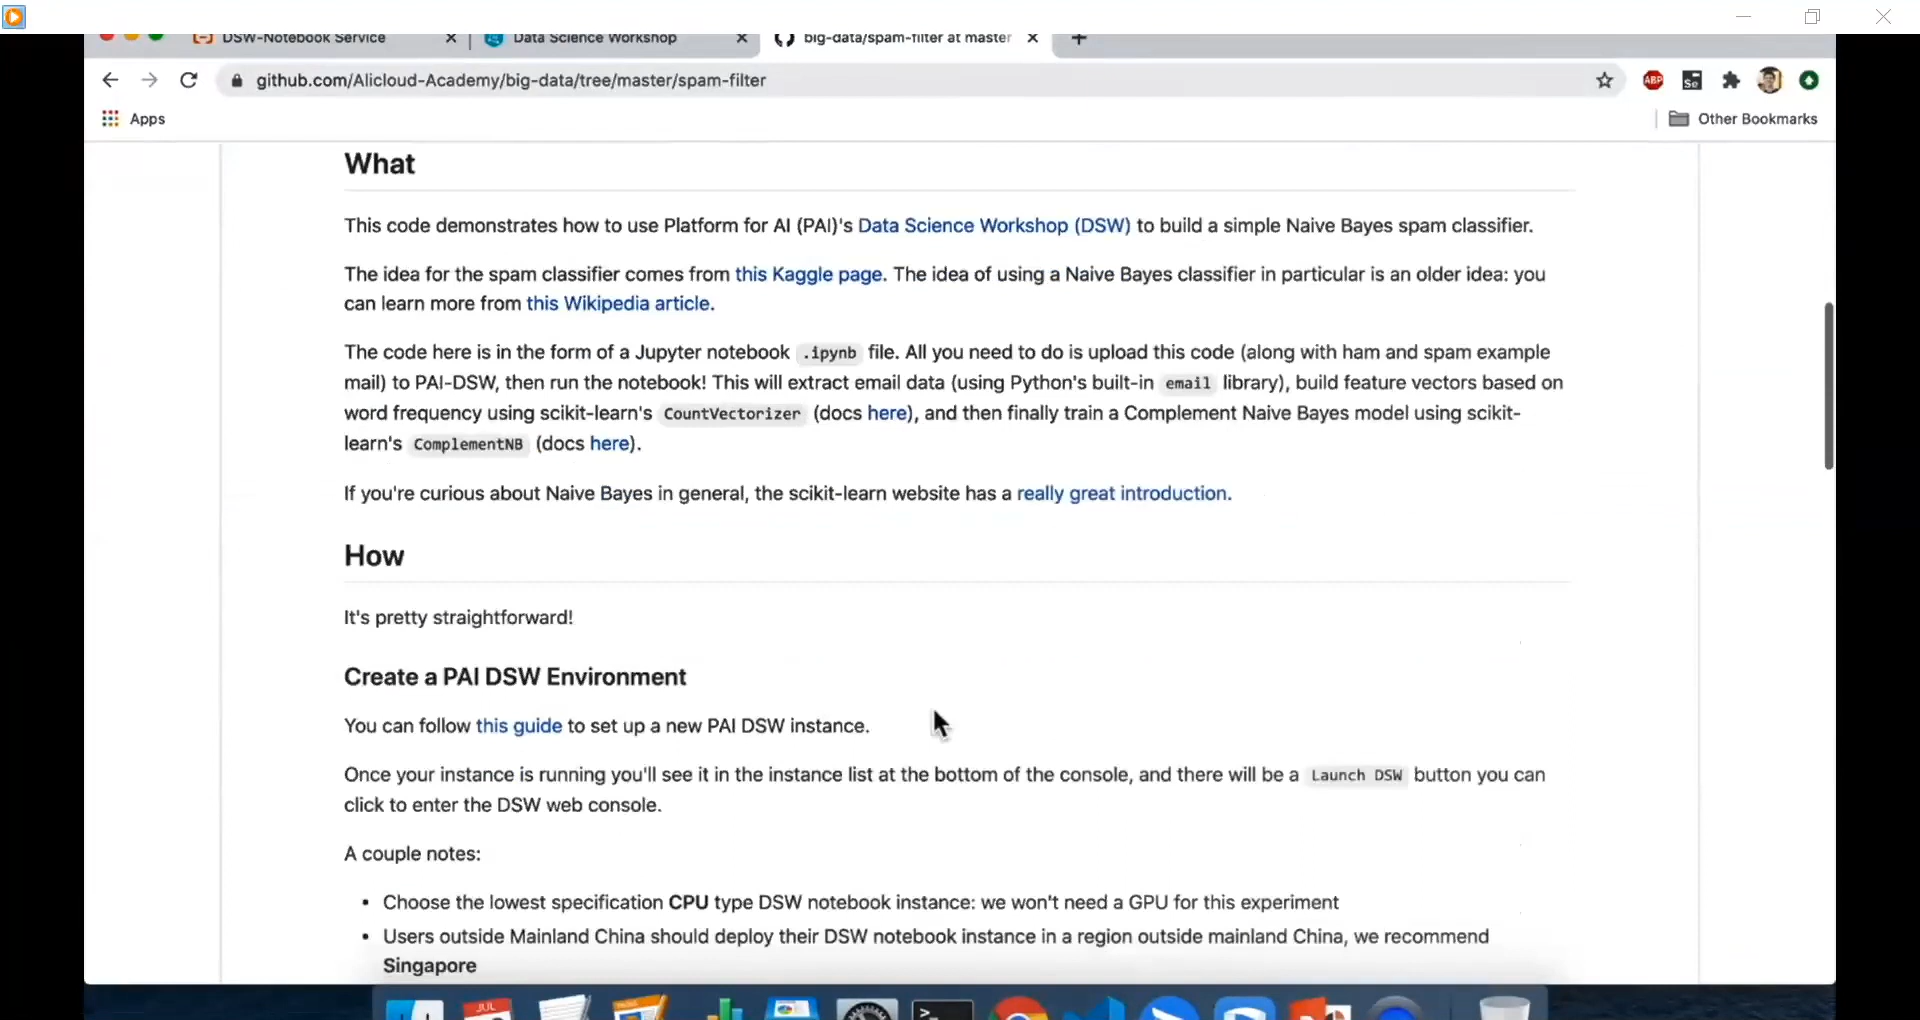 DSW-Notebook Service
Data Science Workshop
big-data/spam-filter at master
github.com/Alicloud-Academy/big-data/tree/master/spam-filter
ABP
Se
Apps
Other Bookmarks
What
This code demonstrates how to use Platform for AI (PAI)'s Data Science Workshop (DSW) to build a simple Naive Bayes spam classifier.
The idea for the spam classifier comes from this Kaggle page. The idea of using a Naive Bayes classifier in particular is an older idea: you
can learn more from this Wikipedia article.
The code here is in the form of a Jupyter notebook .ipynb file. All you need to do is upload this code (along with ham and spam example
mail) to PAI-DSW, then run the notebook! This will extract email data (using Python's built-in email library), build feature vectors based on
word frequency using scikit-learn's CountVectorizer (docs here), and then finally train a Complement Naive Bayes model using scikit-
learn's ComplementNB (docs here).
If you're curious about Naive Bayes in general, the scikit-learn website has a really great introduction.
How
It's pretty straightforward!
Create a PAI DSW Environment
You can follow this guide to set up a new PAI DSW instance.
Once your instance is running you'll see it in the instance list at the bottom of the console, and there will be a Launch DSW button you can
click to enter the DSW web console.
A couple notes:
• Choose the lowest specification CPU type DSW notebook instance: we won't need a GPU for this experiment
• Users outside Mainland China should deploy their DSW notebook instance in a region outside mainland China, we recommend
Singapore
JUL